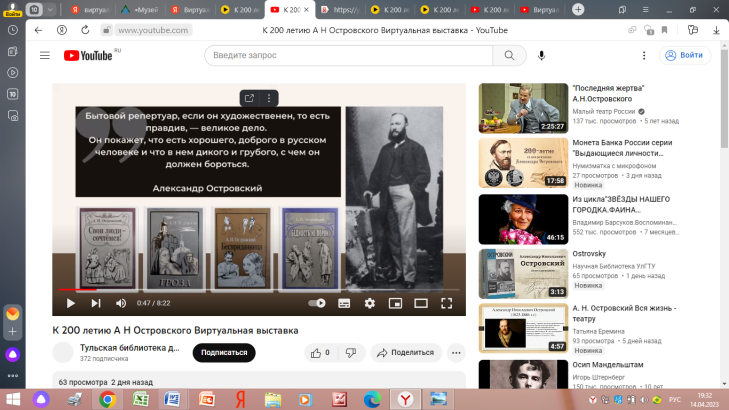 Войти
10
виртуал
«Музей
Виртуа
К 200 ле
К 200
https://y
К 200 ле
К 200 ле
К 200 ле
Виртуал
www.youtube.com
К 200 летию А Н Островского Виртуальная выставка - YouTube
10
YouTube RU
Введите запрос
Войти
Бытовой репертуар, если он художественен, то есть
правдив, — великое дело.
Он покажет, что есть хорошего, доброго в русском
человеке и что в нем дикого и грубого, с чем он
должен бороться.
Александр Островский
Свои люди - сочтемся!
ГРОЗА
Бесприданница
0:47 / 8:22
К 200 летию А Н Островского Виртуальная выставка
Тульская библиотека д...
372 подписчика
Подписаться
0
Поделиться
63 просмотра 2 дня назад
2:25:27
"Последняя жертва"
А.Н.Островского
Малый театр России
137 тыс. просмотров • 5 лет назад
200-летие
17:58
Монета Банка России серии
"Выдающиеся личности...
Нумизматка с микрофоном
27 просмотров • 3 дня назад
Новинка
46:15
Из цикла"ЗВЁЗДЫ НАШЕГО
ГОРОДКА.ФАИНА...
Владимир Барсуков.Воспоминан...
552 тыс. просмотров • 7 месяцев...
Островский
3:13
Ostrovsky
Научная Библиотека УлГТУ
65 просмотров • 1 день назад
Новинка
4:57
А. Н. Островский Вся жизнь -
театру
Татьяна Еремина
93 просмотра • 5 дней назад
Новинка
Осип Мандельштам
Игорь Штернберг
150 тыс. просмотров • 10 лет
РУС
19:32
14.04.2023